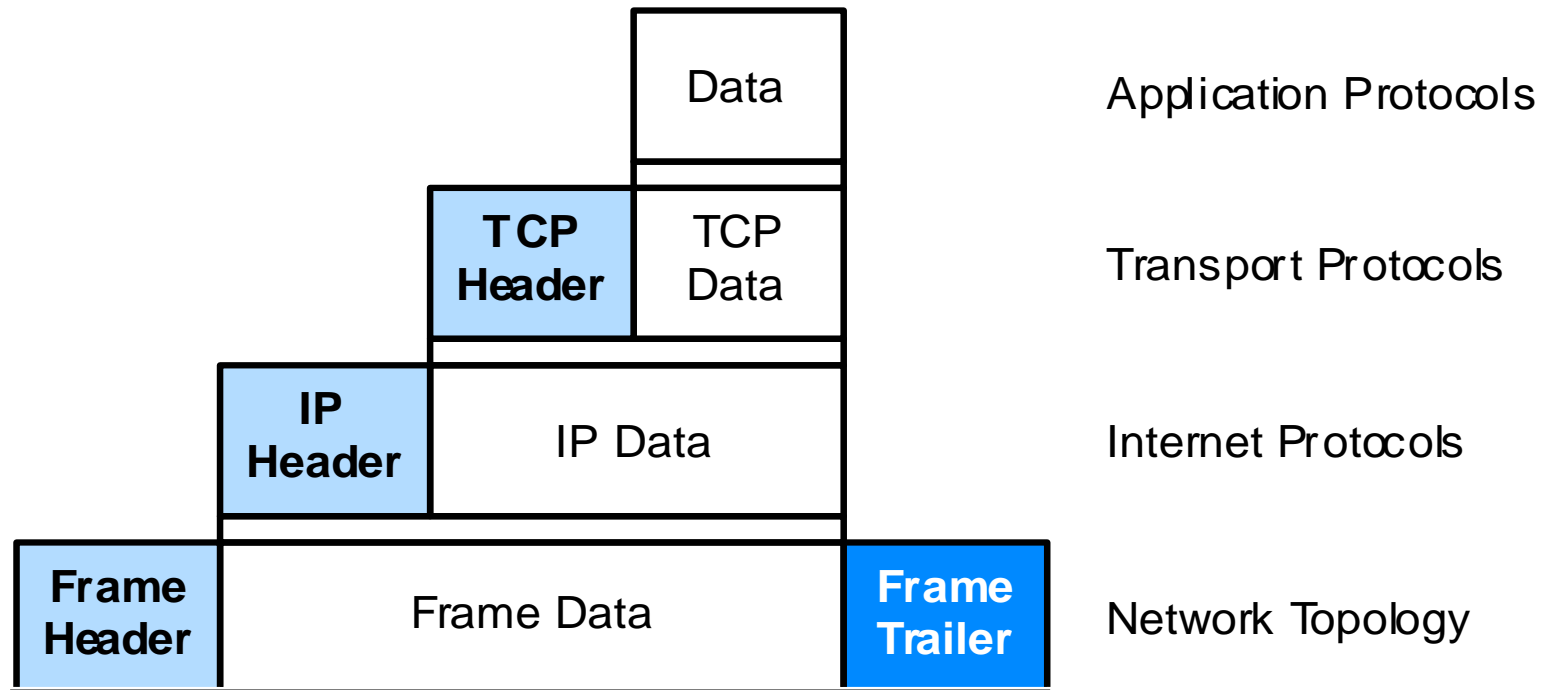 Data
Application Protocols
TCP
Header
TCP
Data
Transport Protocols
IP
Header
IP Data
Internet Protocols
Frame
Header
Frame Data
Frame
Trailer
Network Topology